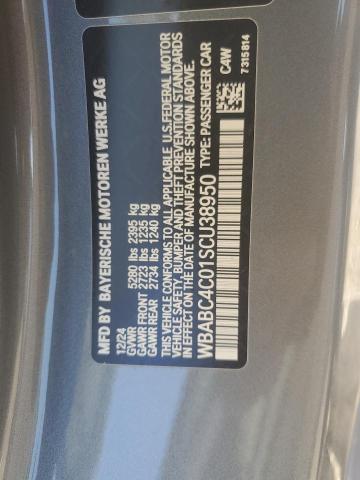 MFD BY BAYERISCHE MOTOREN WERKE AG
12/24
GVWR 5280 lbs 2395 kg
GAWR FRONT 2723 lbs 1235 kg
GAWR REAR 2734 lbs 1240 kg
THIS VEHICLE CONFORMS TO ALL APPLICABLE U.S. FEDERAL MOTOR
VEHICLE SAFETY, BUMPER AND THEFT PREVENTION STANDARDS
IN EFFECT ON THE DATE OF MANUFACTURE SHOWN ABOVE.
WBABC4C01SCU38950 TYPE: PASSENGER CAR
C4W
7315814